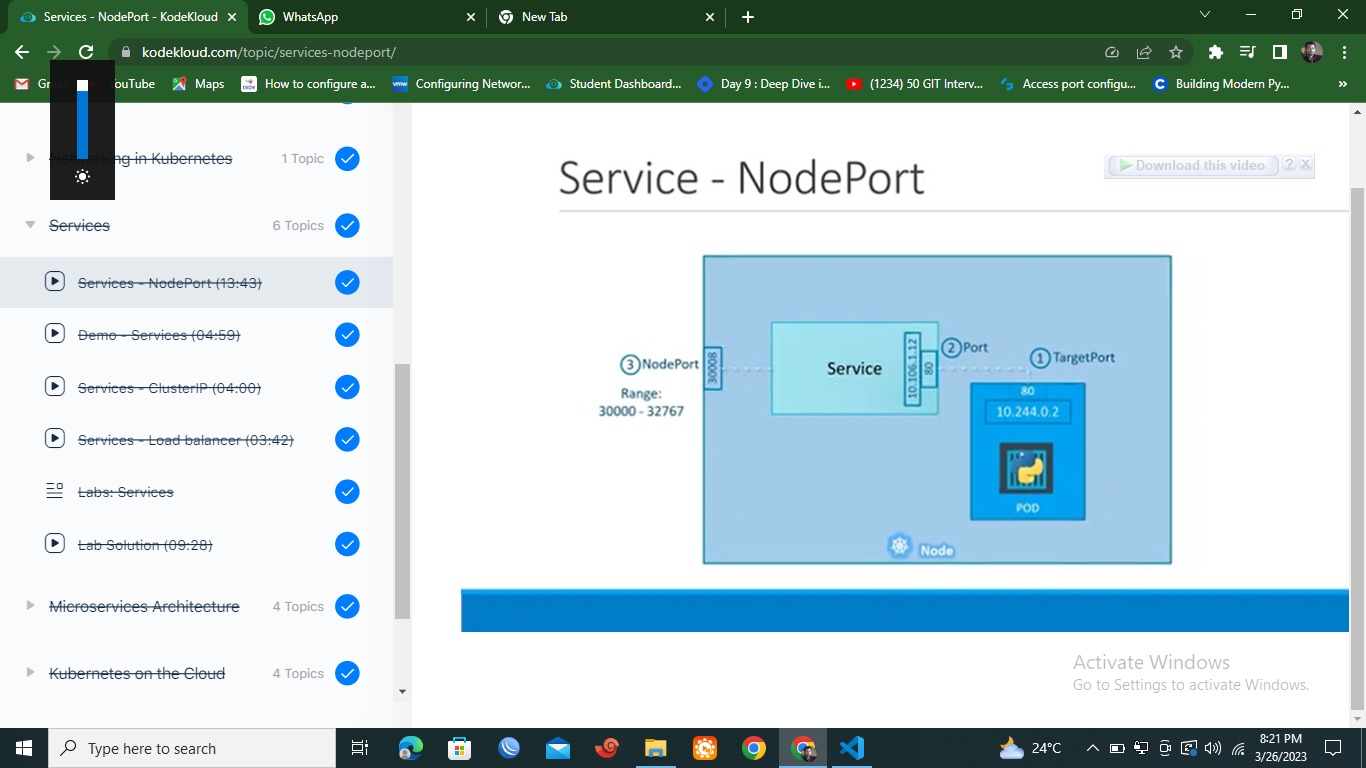 Services - NodePort - KodeKloud
WhatsApp
New Tab
kodekloud.com/topic/services-nodeport/
YouTube
Maps
How to configure a...
Configuring Networ...
Student Dashboard...
Day 9 : Deep Dive i...
(1234) 50 GIT Interv...
Access port configu...
Building Modern Py...
»
Networking in Kubernetes
1 Topic
Services
6 Topics
Services - NodePort (13:43)
Demo - Services (04:59)
Services - ClusterIP (04:00)
Services - Load balancer (03:42)
Labs: Services
Lab Solution (09:28)
Microservices Architecture
4 Topics
Kubernetes on the Cloud
4 Topics
Service - NodePort
Download this video
?
3 NodePort
30008
Range:
30000 - 32767
Service
10.106.1.12
80
2 Port
1 TargetPort
80
10.244.0.2
POD
Node
Activate Windows
Go to Settings to activate Windows.
Type here to search
24°C
8:21 PM
3/26/2023